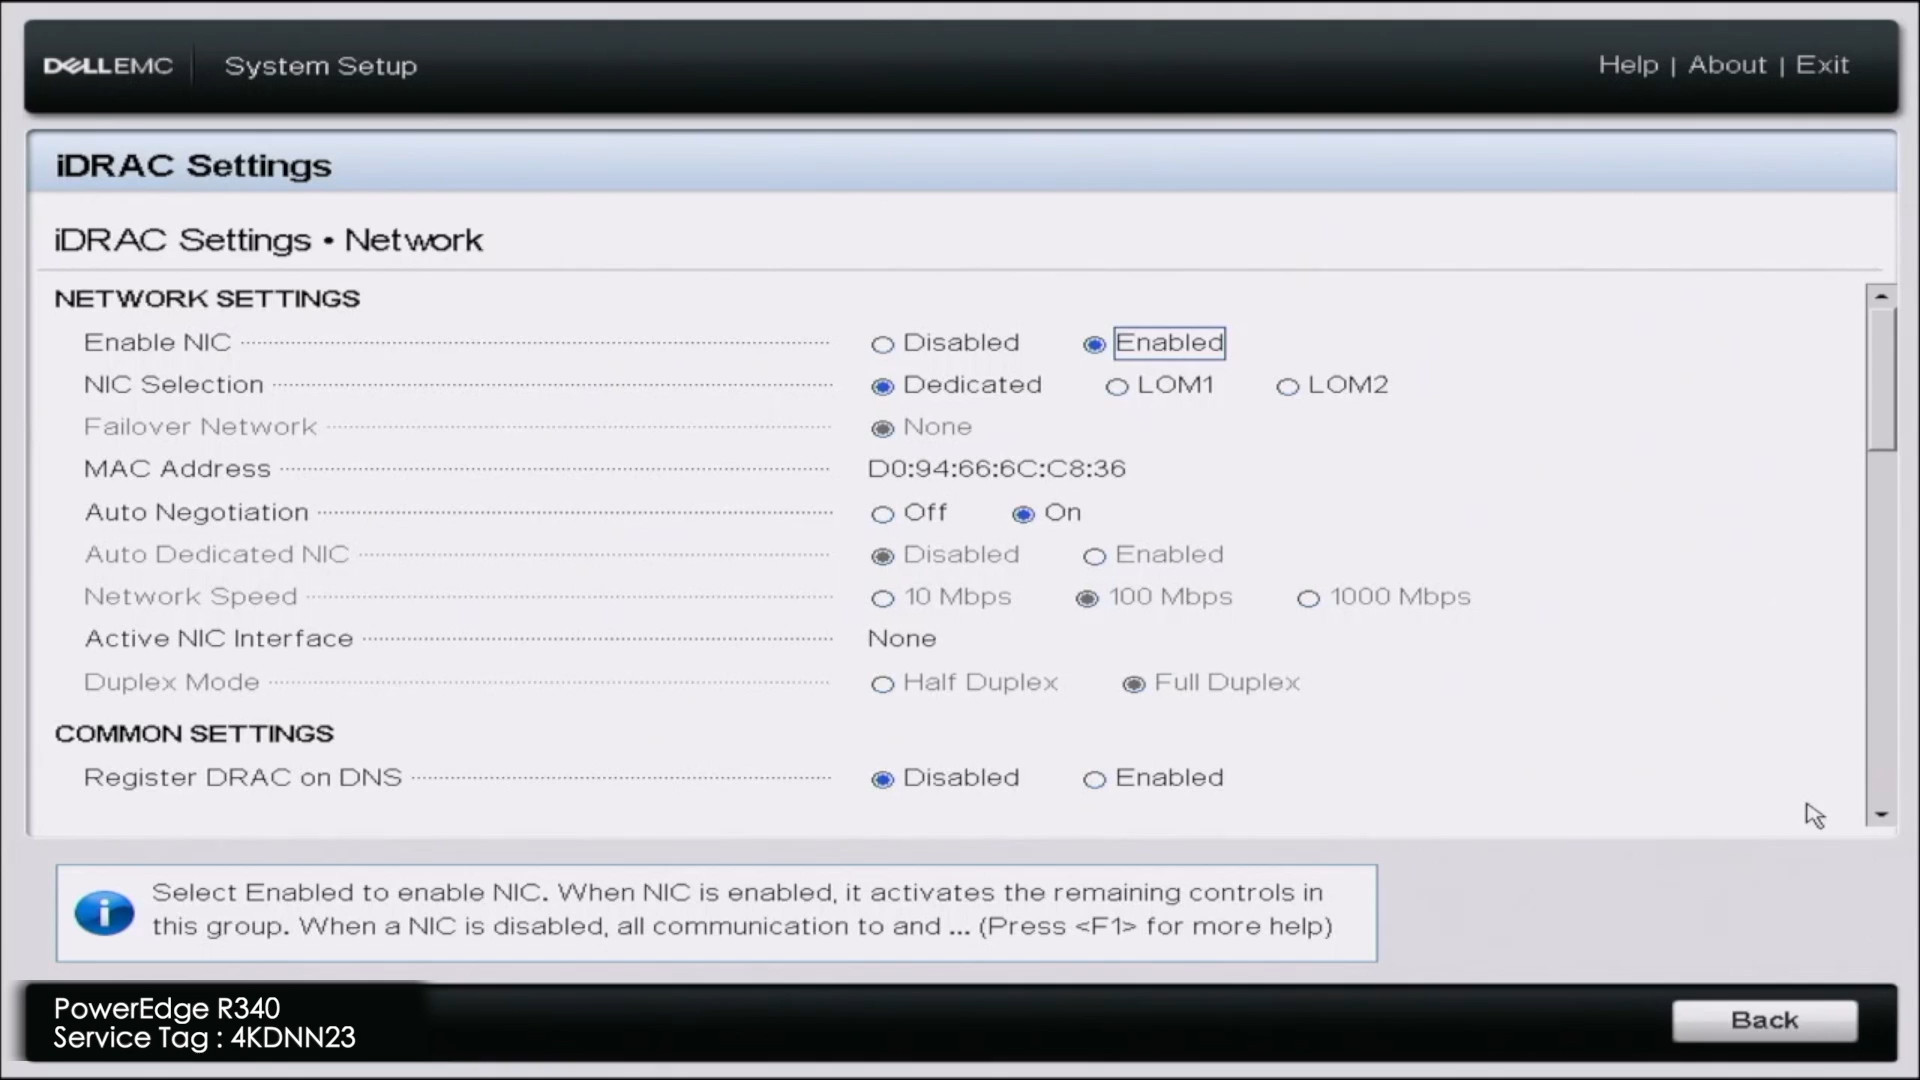 DELLEMC System Setup Help | About | Exit
iDRAC Settings
iDRAC Settings • Network
NETWORK SETTINGS
Enable NIC Disabled Enabled
NIC Selection Dedicated LOM1 LOM2
Failover Network None
MAC Address D0:94:66:6C:C8:36
Auto Negotiation Off On
Auto Dedicated NIC Disabled Enabled
Network Speed 10 Mbps 100 Mbps 1000 Mbps
Active NIC Interface None
Duplex Mode Half Duplex Full Duplex
COMMON SETTINGS
Register DRAC on DNS Disabled Enabled
Select Enabled to enable NIC. When NIC is enabled, it activates the remaining controls in
this group. When a NIC is disabled, all communication to and ... (Press <F1> for more help)
PowerEdge R340
Service Tag : 4KDNN23
Back